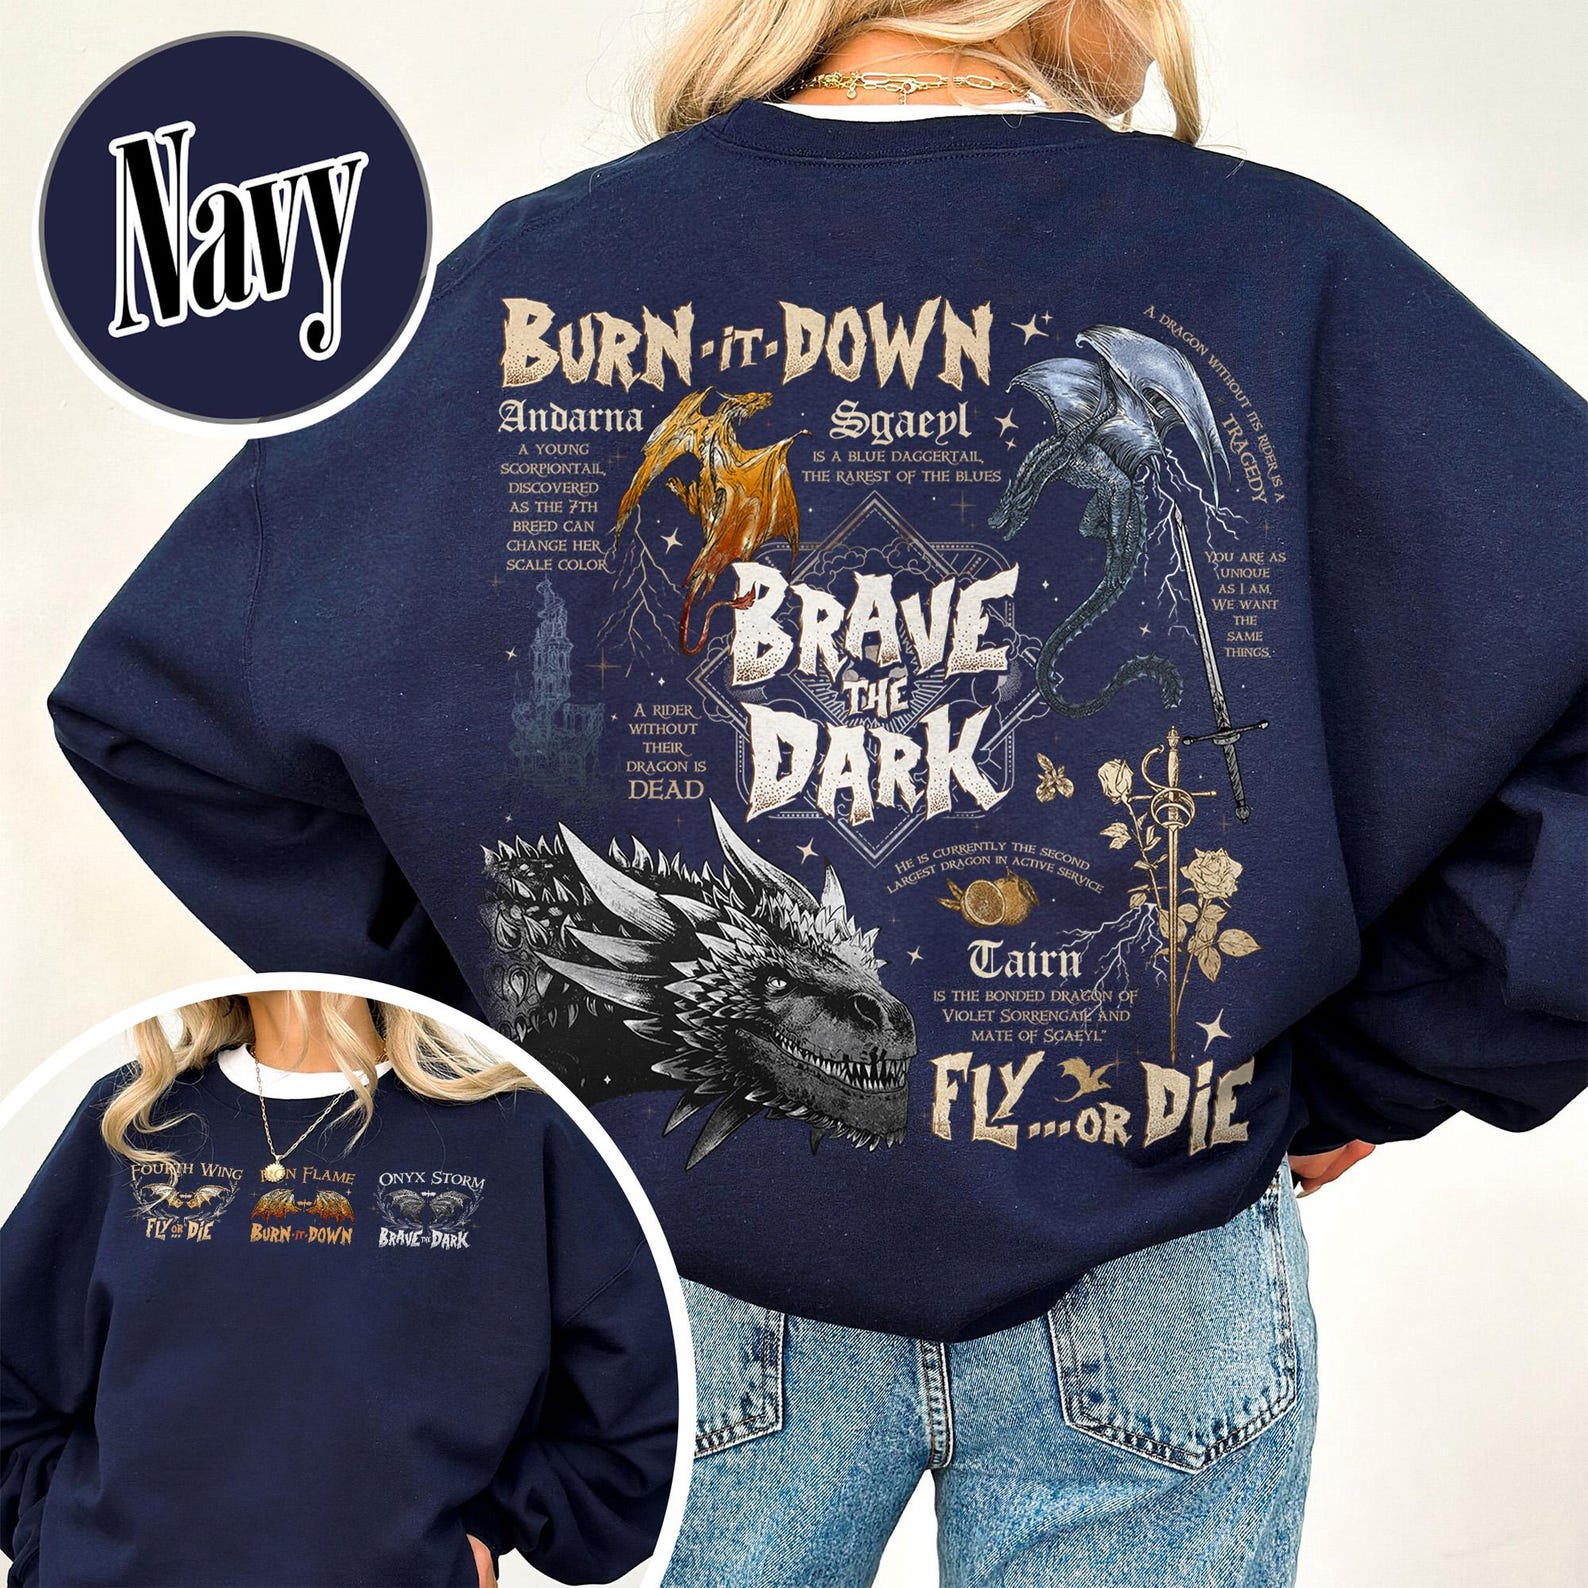 Navy
BURN·iT·DOWN
Andarna
A YOUNG
SCORPIONTAIL,
DISCOVERED
AS THE 7TH
BREED CAN
CHANGE HER
SCALE COLOR
Sgaeyl
IS A BLUE DAGGERTAIL,
THE RAREST OF THE BLUES
A DRAGON WITHOUT ITS RIDER IS A
TRAGEDY
YOU ARE AS
UNIQUE
AS I AM.
WE WANT
THE
SAME
THINGS.
BRAVE
THE
DARK
A RIDER
WITHOUT
THEIR
DRAGON IS
DEAD
HE IS CURRENTLY THE SECOND
LARGEST DRAGON IN ACTIVE SERVICE
Tairn
IS THE BONDED DRAGON OF
VIOLET SORRENGAIL AND
MATE OF SGAEYL."
FLY ...OR DiE
FOURTH WING
FLY OR DiE
IRON FLAME
BURN·IT·DOWN
ONYX STORM
BRAVE THE DARK